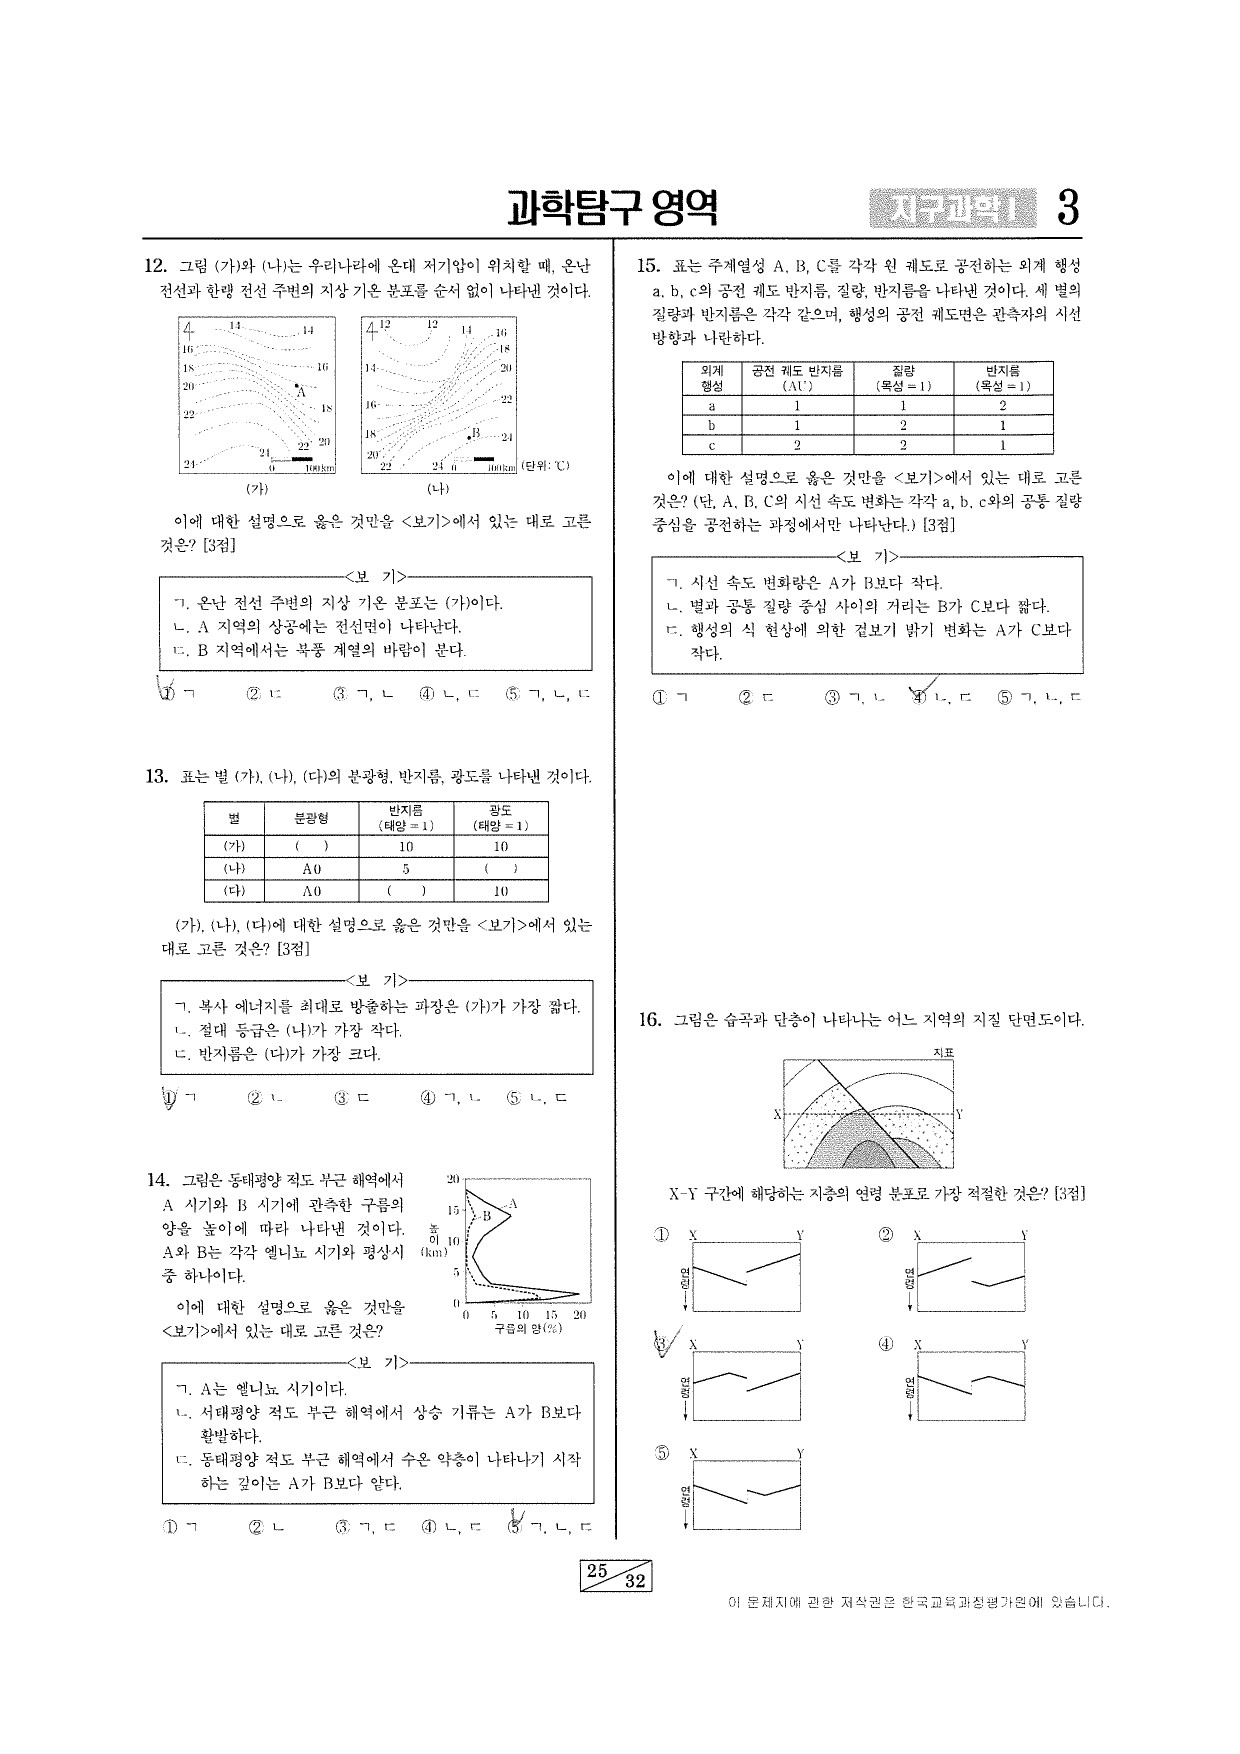 과학탐구 영역
지구과학 I
3
12. 그림 (가)와 (나)는 우리나라에 온대 저기압이 위치할 때, 온난
전선과 한랭 전선 주변의 지상 기온 분포를 순서 없이 나타낸 것이다.
14 14 16 18 20 22 24 16 18 20 22 24 A 0 100km
12 12 14 16 18 20 22 24 14 16 18 20 22 24 B 0 100km (단위: ℃)
(가) (나)
이에 대한 설명으로 옳은 것만을 <보기>에서 있는 대로 고른
것은? [3점]
<보 기>
ㄱ. 온난 전선 주변의 지상 기온 분포는 (가)이다.
ㄴ. A 지역의 상공에는 전선면이 나타난다.
ㄷ. B 지역에서는 북풍 계열의 바람이 분다.
① ㄱ ② ㄷ ③ ㄱ, ㄴ ④ ㄴ, ㄷ ⑤ ㄱ, ㄴ, ㄷ
13. 표는 별 (가), (나), (다)의 분광형, 반지름, 광도를 나타낸 것이다.
별 분광형 반지름 (태양=1) 광도 (태양=1)
(가) ( ) 10 10
(나) A0 5 ( )
(다) A0 ( ) 10
(가), (나), (다)에 대한 설명으로 옳은 것만을 <보기>에서 있는
대로 고른 것은? [3점]
<보 기>
ㄱ. 복사 에너지를 최대로 방출하는 파장은 (가)가 가장 짧다.
ㄴ. 절대 등급은 (나)가 가장 작다.
ㄷ. 반지름은 (다)가 가장 크다.
① ㄱ ② ㄴ ③ ㄷ ④ ㄱ, ㄴ ⑤ ㄴ, ㄷ
14. 그림은 동태평양 적도 부근 해역에서
A 시기와 B 시기에 관측한 구름의
양을 높이에 따라 나타낸 것이다.
A와 B는 각각 엘니뇨 시기와 평상시
중 하나이다.
이에 대한 설명으로 옳은 것만을
<보기>에서 있는 대로 고른 것은?
높이 (km)
20
15
10
5
0
A
B
0 5 10 15 20
구름의 양(%)
<보 기>
ㄱ. A는 엘니뇨 시기이다.
ㄴ. 서태평양 적도 부근 해역에서 상승 기류는 A가 B보다
활발하다.
ㄷ. 동태평양 적도 부근 해역에서 수온 약층이 나타나기 시작
하는 깊이는 A가 B보다 얕다.
① ㄱ ② ㄴ ③ ㄱ, ㄷ ④ ㄴ, ㄷ ⑤ ㄱ, ㄴ, ㄷ
15. 표는 주계열성 A, B, C를 각각 원 궤도로 공전하는 외계 행성
a, b, c의 공전 궤도 반지름, 질량, 반지름을 나타낸 것이다. 세 별의
질량과 반지름은 각각 같으며, 행성의 공전 궤도면은 관측자의 시선
방향과 나란하다.
외계 행성 공전 궤도 반지름 (AU) 질량 (목성=1) 반지름 (목성=1)
a 1 1 2
b 1 2 1
c 2 2 1
이에 대한 설명으로 옳은 것만을 <보기>에서 있는 대로 고른
것은? (단, A, B, C의 시선 속도 변화는 각각 a, b, c와의 공통 질량
중심을 공전하는 과정에서만 나타난다.) [3점]
<보 기>
ㄱ. 시선 속도 변화량은 A가 B보다 작다.
ㄴ. 별과 공통 질량 중심 사이의 거리는 B가 C보다 짧다.
ㄷ. 행성의 식 현상에 의한 겉보기 밝기 변화는 A가 C보다
작다.
① ㄱ ② ㄷ ③ ㄱ, ㄴ ④ ㄴ, ㄷ ⑤ ㄱ, ㄴ, ㄷ
16. 그림은 습곡과 단층이 나타나는 어느 지역의 지질 단면도이다.
지표
X Y
X-Y 구간에 해당하는 지층의 연령 분포로 가장 적절한 것은? [3점]
① X Y 연령 ② X Y 연령
③ X Y 연령 ④ X Y 연령
⑤ X Y 연령
25 32
이 문제지에 관한 저작권은 한국교육과정평가원에 있습니다.